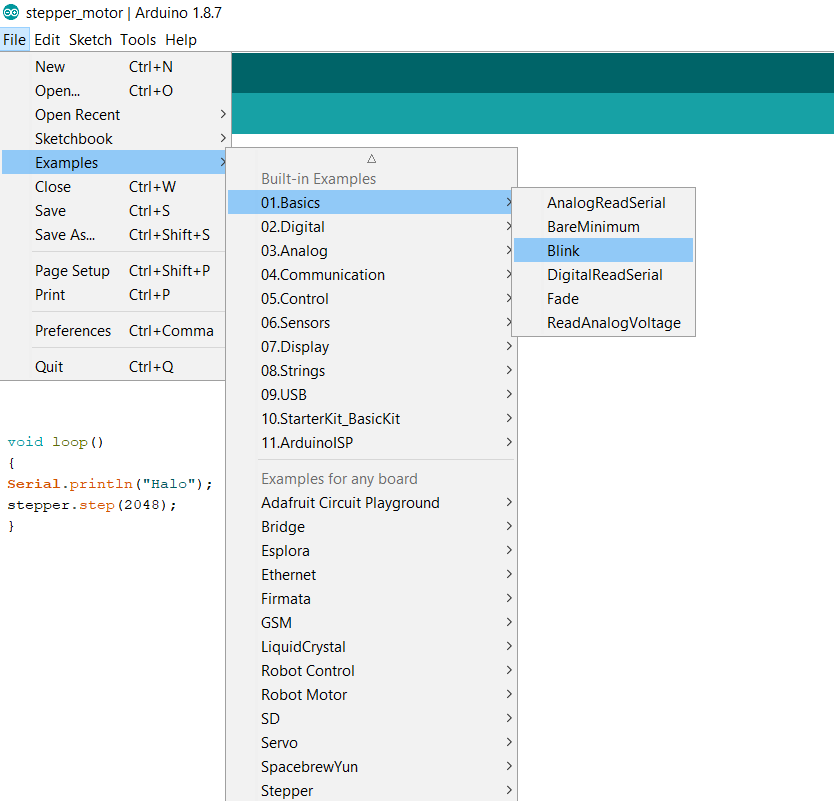 stepper_motor | Arduino 1.8.7
File Edit Sketch Tools Help
New Ctrl+N
Open... Ctrl+O
Open Recent
Sketchbook
Examples
Close Ctrl+W
Save Ctrl+S
Save As... Ctrl+Shift+S
Page Setup Ctrl+Shift+P
Print Ctrl+P
Preferences Ctrl+Comma
Quit Ctrl+Q
Built-in Examples
01.Basics
02.Digital
03.Analog
04.Communication
05.Control
06.Sensors
07.Display
08.Strings
09.USB
10.StarterKit_BasicKit
11.ArduinoISP
Examples for any board
Adafruit Circuit Playground
Bridge
Esplora
Ethernet
Firmata
GSM
LiquidCrystal
Robot Control
Robot Motor
SD
Servo
SpacebrewYun
Stepper
AnalogReadSerial
BareMinimum
Blink
DigitalReadSerial
Fade
ReadAnalogVoltage
void loop()
{
Serial.println("Halo");
stepper.step(2048);
}